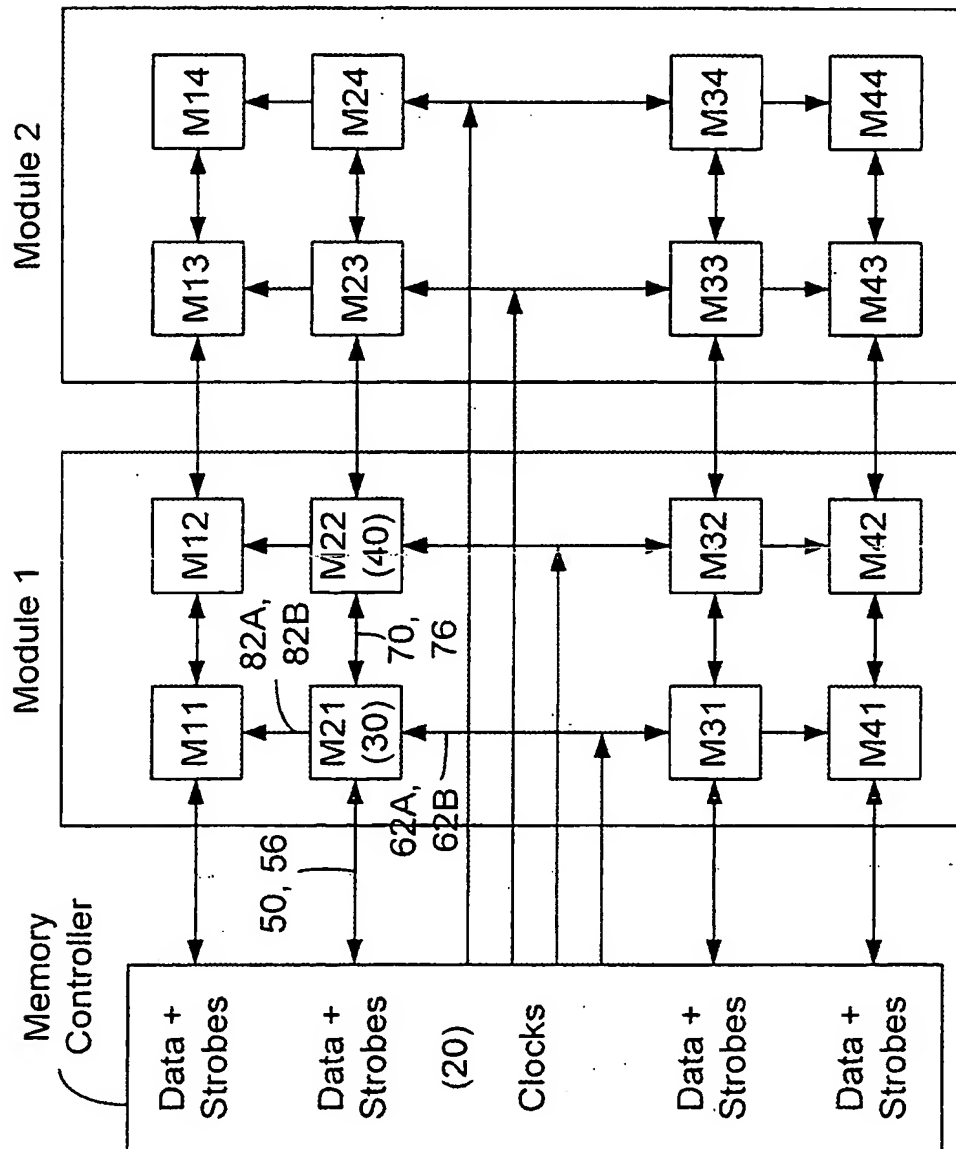 Module 1
Module 2
Memory
Controller
Data +
Strobes
Data +
Strobes
(20)
Clocks
Data +
Strobes
Data +
Strobes
50, 56
62A,
62B
82A,
82B
70,
76
M11
M12
M13
M14
M21
(30)
M22
(40)
M23
M24
M31
M32
M33
M34
M41
M42
M43
M44